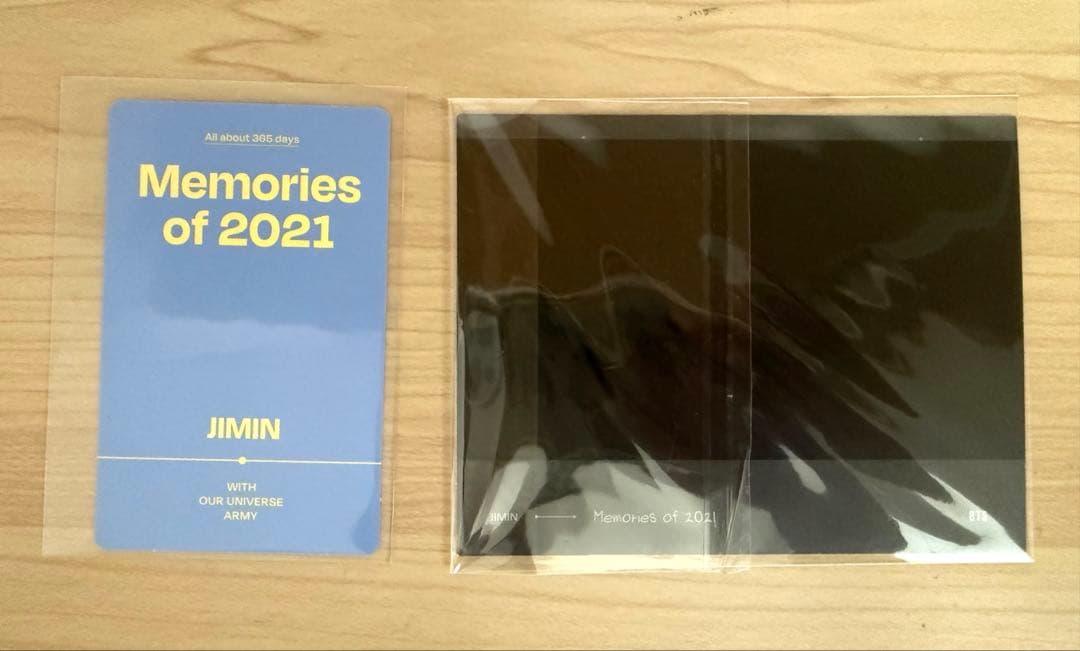 All about 365 days
Memories
of 2021
JIMIN
WITH
OUR UNIVERSE
ARMY
JIMIN Memories of 2021 BTS